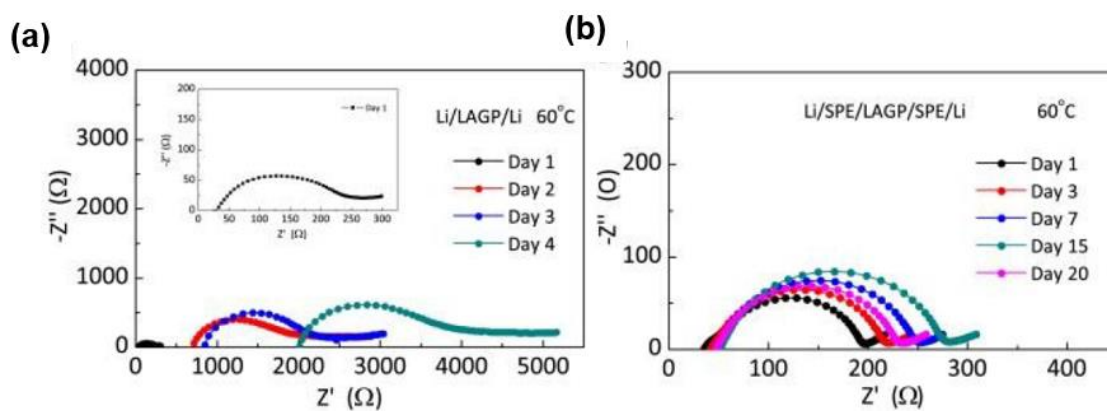 (a)
4000
3000
2000
1000
0
-Z'' (Ω)
0 1000 2000 3000 4000 5000
Z' (Ω)
200
150
100
50
0
-Z'' (Ω)
50 100 150 200 250 300
Z' (Ω)
Day 1
Li/LAGP/Li 60°C
Day 1
Day 2
Day 3
Day 4
(b)
300
200
100
0
-Z'' (O)
0 100 200 300 400
Z' (Ω)
Li/SPE/LAGP/SPE/Li 60°C
Day 1
Day 3
Day 7
Day 15
Day 20